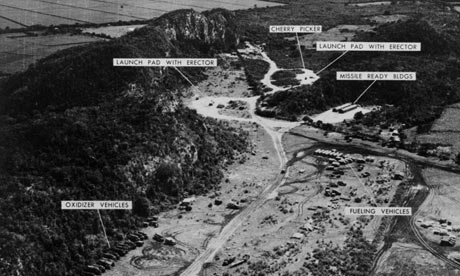 CHERRY PICKER
LAUNCH PAD WITH ERECTOR
LAUNCH PAD WITH ERECTOR
MISSILE READY BLDGS
OXIDIZER VEHICLES
FUELING VEHICLES